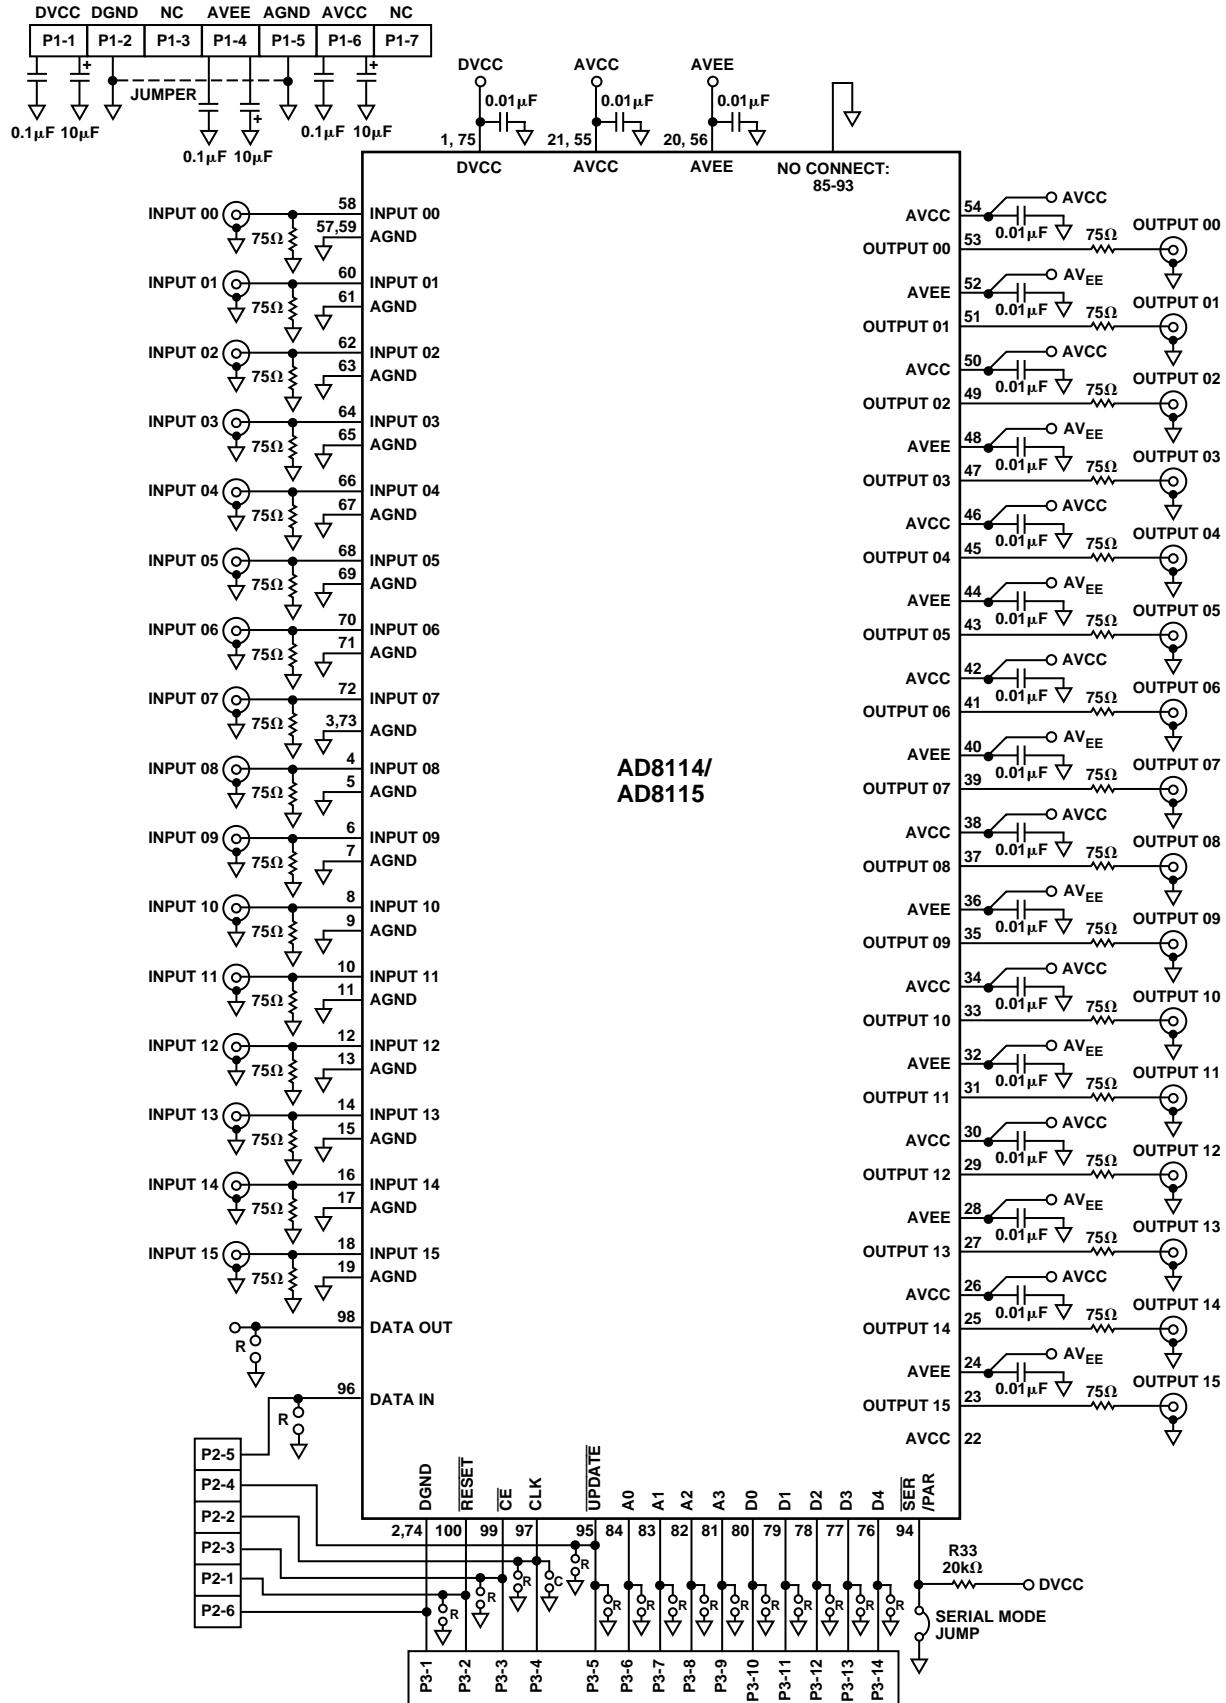 DVCC DGND NC AVEE AGND AVCC NC
P1-1 P1-2 P1-3 P1-4 P1-5 P1-6 P1-7
+ +
JUMPER
0.1µF 10µF 0.1µF 10µF
+
0.1µF 10µF
DVCC AVCC AVEE
0.01µF 0.01µF 0.01µF
1, 75 21, 55 20, 56
DVCC AVCC AVEE NO CONNECT:
85-93
INPUT 00 75Ω 58 INPUT 00
57,59 AGND
INPUT 01 75Ω 60 INPUT 01
61 AGND
INPUT 02 75Ω 62 INPUT 02
63 AGND
INPUT 03 75Ω 64 INPUT 03
65 AGND
INPUT 04 75Ω 66 INPUT 04
67 AGND
INPUT 05 75Ω 68 INPUT 05
69 AGND
INPUT 06 75Ω 70 INPUT 06
71 AGND
INPUT 07 75Ω 72 INPUT 07
3,73 AGND
INPUT 08 75Ω 4 INPUT 08
5 AGND
INPUT 09 75Ω 6 INPUT 09
7 AGND
INPUT 10 75Ω 8 INPUT 10
9 AGND
INPUT 11 75Ω 10 INPUT 11
11 AGND
INPUT 12 75Ω 12 INPUT 12
13 AGND
INPUT 13 75Ω 14 INPUT 13
15 AGND
INPUT 14 75Ω 16 INPUT 14
17 AGND
INPUT 15 75Ω 18 INPUT 15
19 AGND
R 98 DATA OUT
R 96 DATA IN
AD8114/
AD8115
AVCC 54 0.01µF AVCC
OUTPUT 00 53 75Ω OUTPUT 00
AVEE 52 0.01µF AVEE
OUTPUT 01 51 75Ω OUTPUT 01
AVCC 50 0.01µF AVCC
OUTPUT 02 49 75Ω OUTPUT 02
AVEE 48 0.01µF AVEE
OUTPUT 03 47 75Ω OUTPUT 03
AVCC 46 0.01µF AVCC
OUTPUT 04 45 75Ω OUTPUT 04
AVEE 44 0.01µF AVEE
OUTPUT 05 43 75Ω OUTPUT 05
AVCC 42 0.01µF AVCC
OUTPUT 06 41 75Ω OUTPUT 06
AVEE 40 0.01µF AVEE
OUTPUT 07 39 75Ω OUTPUT 07
AVCC 38 0.01µF AVCC
OUTPUT 08 37 75Ω OUTPUT 08
AVEE 36 0.01µF AVEE
OUTPUT 09 35 75Ω OUTPUT 09
AVCC 34 0.01µF AVCC
OUTPUT 10 33 75Ω OUTPUT 10
AVEE 32 0.01µF AVEE
OUTPUT 11 31 75Ω OUTPUT 11
AVCC 30 0.01µF AVCC
OUTPUT 12 29 75Ω OUTPUT 12
AVEE 28 0.01µF AVEE
OUTPUT 13 27 75Ω OUTPUT 13
AVCC 26 0.01µF AVCC
OUTPUT 14 25 75Ω OUTPUT 14
AVEE 24 0.01µF AVEE
OUTPUT 15 23 75Ω OUTPUT 15
AVCC 22
P2-5
P2-4
P2-2
P2-3
P2-1
P2-6
DGND RESET CE CLK UPDATE A0 A1 A2 A3 D0 D1 D2 D3 D4 SER /PAR
2,74 100 99 97 95 84 83 82 81 80 79 78 77 76 94
R R R C R
R R R R R R R R R R
R33
20kΩ
DVCC
SERIAL MODE
JUMP
P3-1 P3-2 P3-3 P3-4 P3-5 P3-6 P3-7 P3-8 P3-9 P3-10 P3-11 P3-12 P3-13 P3-14